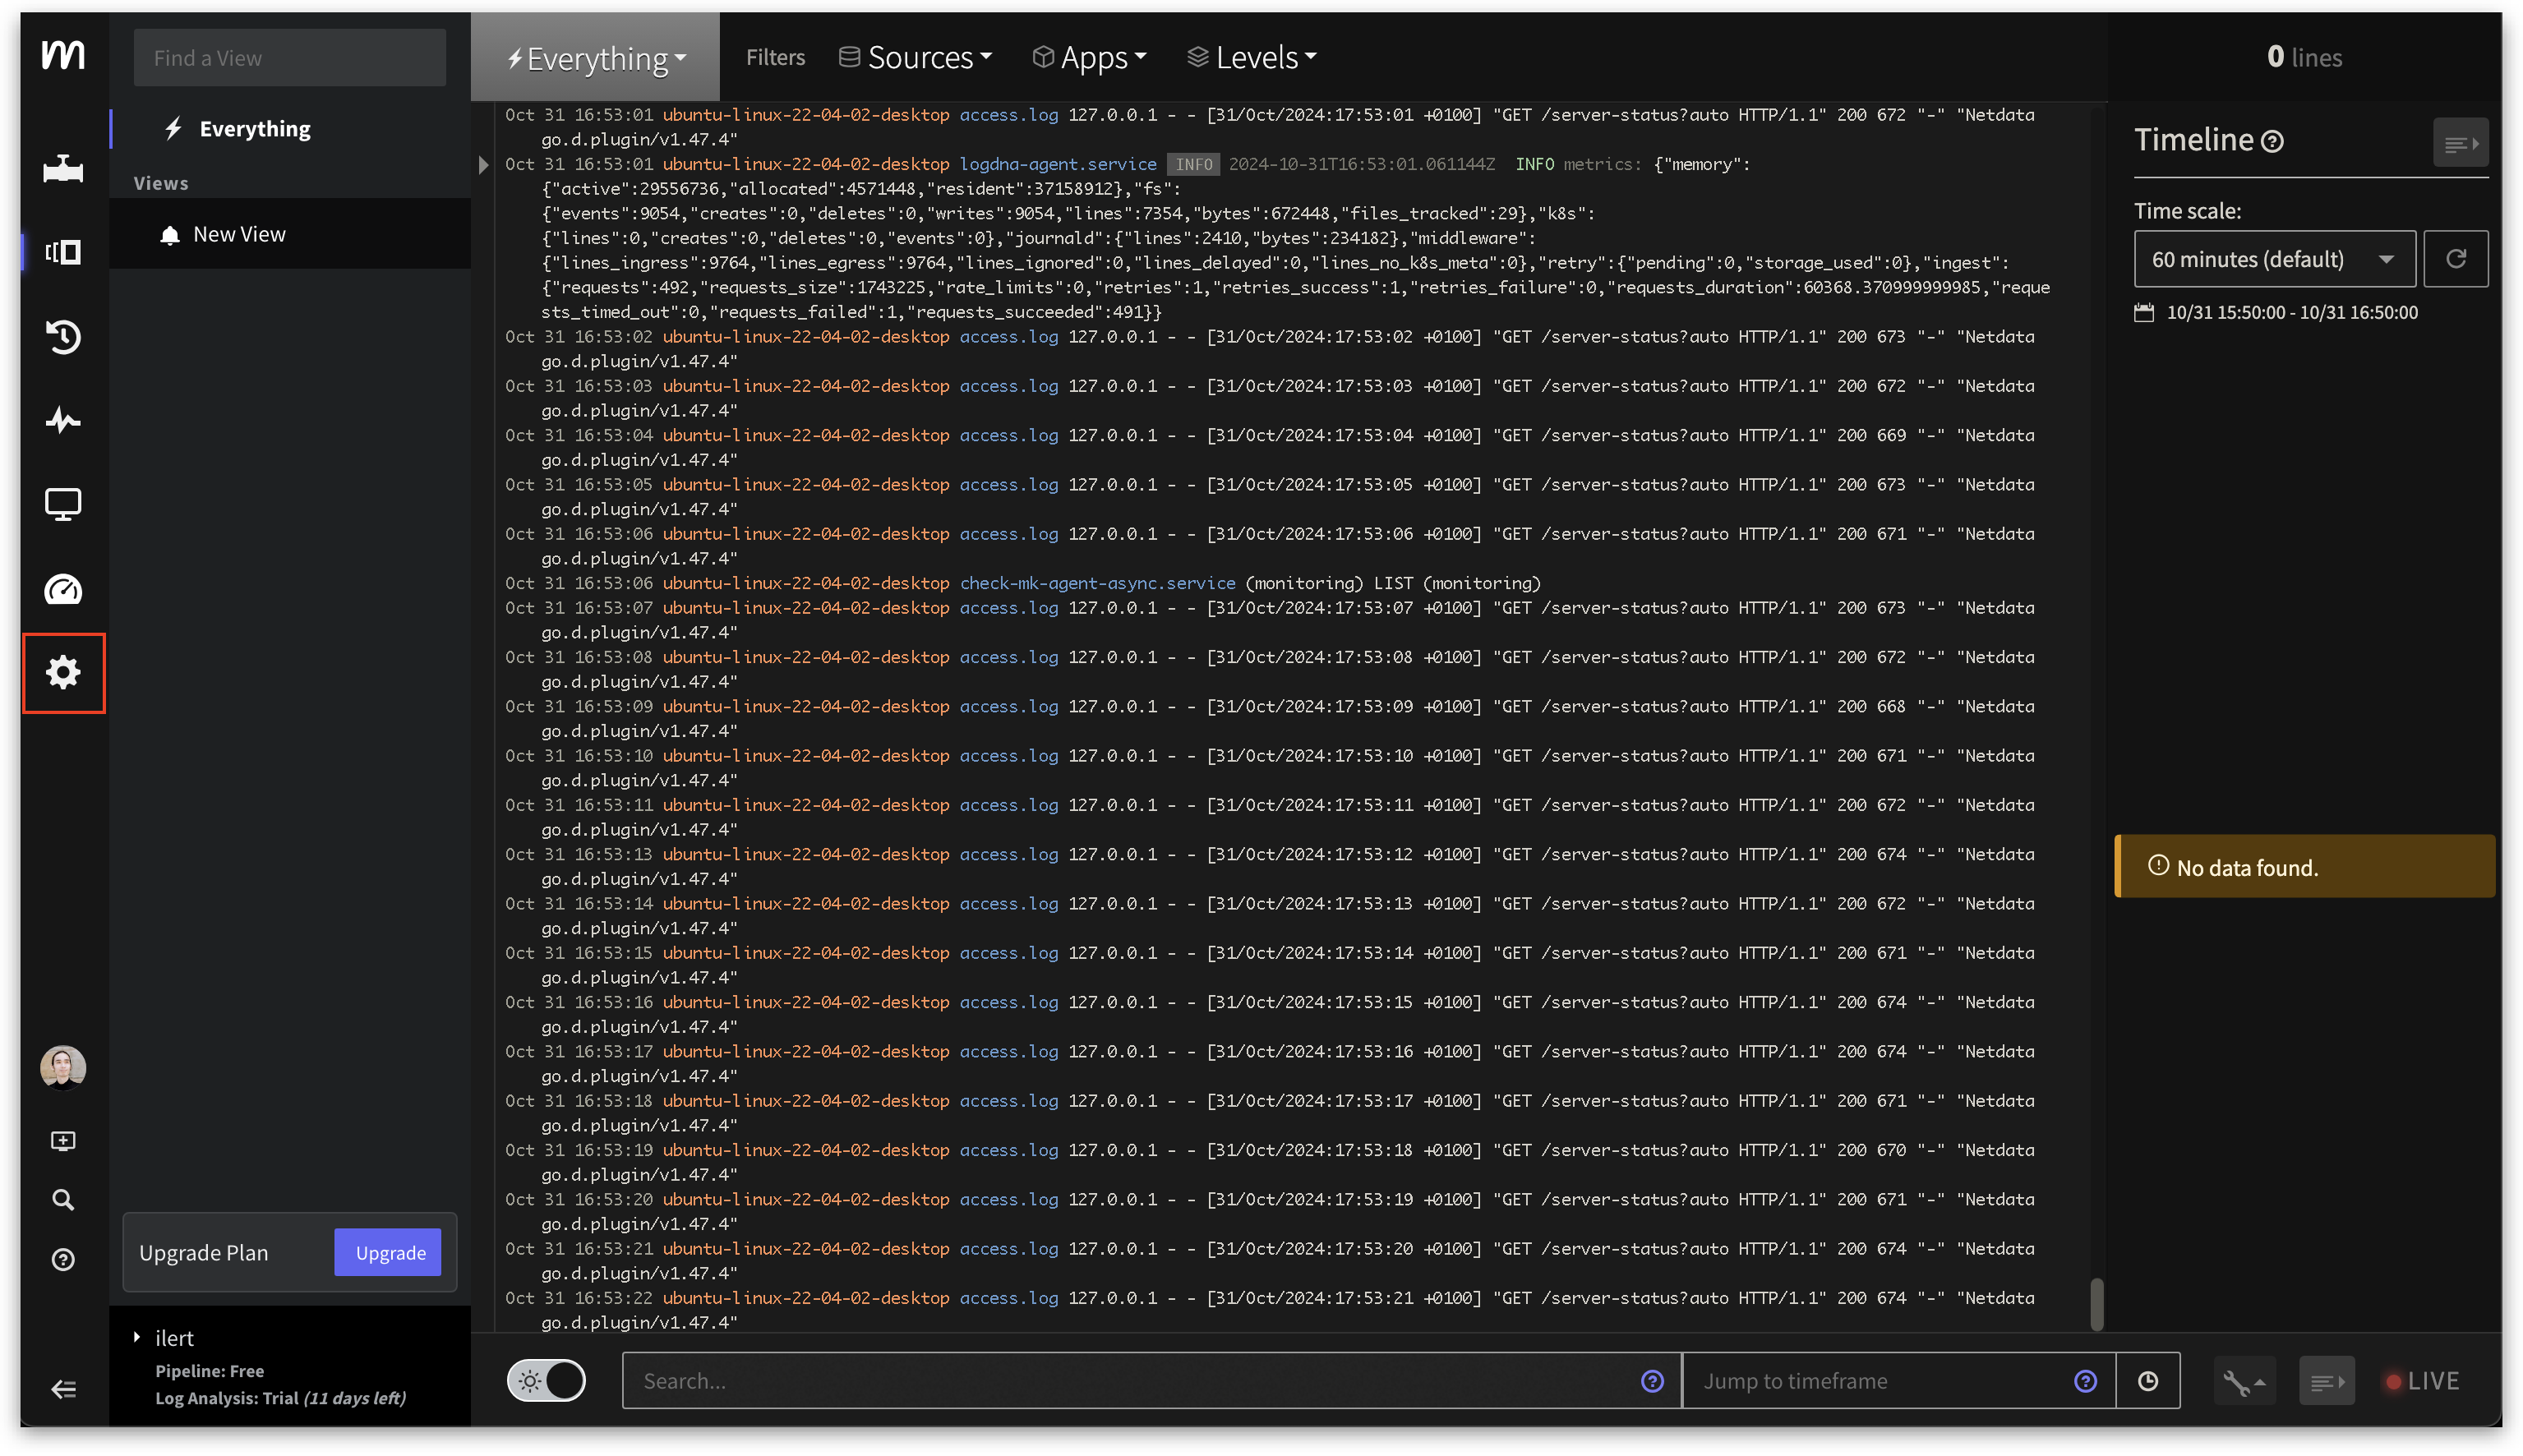 m
Find a View
Everything
Views
New View
Upgrade Plan
Upgrade
ilert
Pipeline: Free
Log Analysis: Trial (11 days left)
Everything
Filters
Sources
Apps
Levels
Oct 31 16:53:01 ubuntu-linux-22-04-02-desktop access.log 127.0.0.1 - - [31/Oct/2024:17:53:01 +0100] "GET /server-status?auto HTTP/1.1" 200 672 "-" "Netdata
go.d.plugin/v1.47.4"
Oct 31 16:53:01 ubuntu-linux-22-04-02-desktop logdna-agent.service INFO 2024-10-31T16:53:01.061144Z INFO metrics: {"memory":
{"active":29556736,"allocated":4571448,"resident":37158912},"fs":
{"events":9054,"creates":0,"deletes":0,"writes":9054,"lines":7354,"bytes":672448,"files_tracked":29},"k8s":
{"lines":0,"creates":0,"deletes":0,"events":0},"journald":{"lines":2410,"bytes":234182},"middleware":
{"lines_ingress":9764,"lines_egress":9764,"lines_ignored":0,"lines_delayed":0,"lines_no_k8s_meta":0},"retry":{"pending":0,"storage_used":0},"ingest":
{"requests":492,"requests_size":1743225,"rate_limits":0,"retries":1,"retries_success":1,"retries_failure":0,"requests_duration":60368.370999999985,"reque
sts_timed_out":0,"requests_failed":1,"requests_succeeded":491}}
Oct 31 16:53:02 ubuntu-linux-22-04-02-desktop access.log 127.0.0.1 - - [31/Oct/2024:17:53:02 +0100] "GET /server-status?auto HTTP/1.1" 200 673 "-" "Netdata
go.d.plugin/v1.47.4"
Oct 31 16:53:03 ubuntu-linux-22-04-02-desktop access.log 127.0.0.1 - - [31/Oct/2024:17:53:03 +0100] "GET /server-status?auto HTTP/1.1" 200 672 "-" "Netdata
go.d.plugin/v1.47.4"
Oct 31 16:53:04 ubuntu-linux-22-04-02-desktop access.log 127.0.0.1 - - [31/Oct/2024:17:53:04 +0100] "GET /server-status?auto HTTP/1.1" 200 669 "-" "Netdata
go.d.plugin/v1.47.4"
Oct 31 16:53:05 ubuntu-linux-22-04-02-desktop access.log 127.0.0.1 - - [31/Oct/2024:17:53:05 +0100] "GET /server-status?auto HTTP/1.1" 200 673 "-" "Netdata
go.d.plugin/v1.47.4"
Oct 31 16:53:06 ubuntu-linux-22-04-02-desktop access.log 127.0.0.1 - - [31/Oct/2024:17:53:06 +0100] "GET /server-status?auto HTTP/1.1" 200 671 "-" "Netdata
go.d.plugin/v1.47.4"
Oct 31 16:53:06 ubuntu-linux-22-04-02-desktop check-mk-agent-async.service (monitoring) LIST (monitoring)
Oct 31 16:53:07 ubuntu-linux-22-04-02-desktop access.log 127.0.0.1 - - [31/Oct/2024:17:53:07 +0100] "GET /server-status?auto HTTP/1.1" 200 673 "-" "Netdata
go.d.plugin/v1.47.4"
Oct 31 16:53:08 ubuntu-linux-22-04-02-desktop access.log 127.0.0.1 - - [31/Oct/2024:17:53:08 +0100] "GET /server-status?auto HTTP/1.1" 200 672 "-" "Netdata
go.d.plugin/v1.47.4"
Oct 31 16:53:09 ubuntu-linux-22-04-02-desktop access.log 127.0.0.1 - - [31/Oct/2024:17:53:09 +0100] "GET /server-status?auto HTTP/1.1" 200 668 "-" "Netdata
go.d.plugin/v1.47.4"
Oct 31 16:53:10 ubuntu-linux-22-04-02-desktop access.log 127.0.0.1 - - [31/Oct/2024:17:53:10 +0100] "GET /server-status?auto HTTP/1.1" 200 671 "-" "Netdata
go.d.plugin/v1.47.4"
Oct 31 16:53:11 ubuntu-linux-22-04-02-desktop access.log 127.0.0.1 - - [31/Oct/2024:17:53:11 +0100] "GET /server-status?auto HTTP/1.1" 200 672 "-" "Netdata
go.d.plugin/v1.47.4"
Oct 31 16:53:13 ubuntu-linux-22-04-02-desktop access.log 127.0.0.1 - - [31/Oct/2024:17:53:12 +0100] "GET /server-status?auto HTTP/1.1" 200 674 "-" "Netdata
go.d.plugin/v1.47.4"
Oct 31 16:53:14 ubuntu-linux-22-04-02-desktop access.log 127.0.0.1 - - [31/Oct/2024:17:53:13 +0100] "GET /server-status?auto HTTP/1.1" 200 672 "-" "Netdata
go.d.plugin/v1.47.4"
Oct 31 16:53:15 ubuntu-linux-22-04-02-desktop access.log 127.0.0.1 - - [31/Oct/2024:17:53:14 +0100] "GET /server-status?auto HTTP/1.1" 200 671 "-" "Netdata
go.d.plugin/v1.47.4"
Oct 31 16:53:16 ubuntu-linux-22-04-02-desktop access.log 127.0.0.1 - - [31/Oct/2024:17:53:15 +0100] "GET /server-status?auto HTTP/1.1" 200 674 "-" "Netdata
go.d.plugin/v1.47.4"
Oct 31 16:53:17 ubuntu-linux-22-04-02-desktop access.log 127.0.0.1 - - [31/Oct/2024:17:53:16 +0100] "GET /server-status?auto HTTP/1.1" 200 674 "-" "Netdata
go.d.plugin/v1.47.4"
Oct 31 16:53:18 ubuntu-linux-22-04-02-desktop access.log 127.0.0.1 - - [31/Oct/2024:17:53:17 +0100] "GET /server-status?auto HTTP/1.1" 200 671 "-" "Netdata
go.d.plugin/v1.47.4"
Oct 31 16:53:19 ubuntu-linux-22-04-02-desktop access.log 127.0.0.1 - - [31/Oct/2024:17:53:18 +0100] "GET /server-status?auto HTTP/1.1" 200 670 "-" "Netdata
go.d.plugin/v1.47.4"
Oct 31 16:53:20 ubuntu-linux-22-04-02-desktop access.log 127.0.0.1 - - [31/Oct/2024:17:53:19 +0100] "GET /server-status?auto HTTP/1.1" 200 671 "-" "Netdata
go.d.plugin/v1.47.4"
Oct 31 16:53:21 ubuntu-linux-22-04-02-desktop access.log 127.0.0.1 - - [31/Oct/2024:17:53:20 +0100] "GET /server-status?auto HTTP/1.1" 200 674 "-" "Netdata
go.d.plugin/v1.47.4"
Oct 31 16:53:22 ubuntu-linux-22-04-02-desktop access.log 127.0.0.1 - - [31/Oct/2024:17:53:21 +0100] "GET /server-status?auto HTTP/1.1" 200 674 "-" "Netdata
go.d.plugin/v1.47.4"
Search...
Jump to timeframe
LIVE
0 lines
Timeline
Time scale:
60 minutes (default)
10/31 15:50:00 - 10/31 16:50:00
No data found.